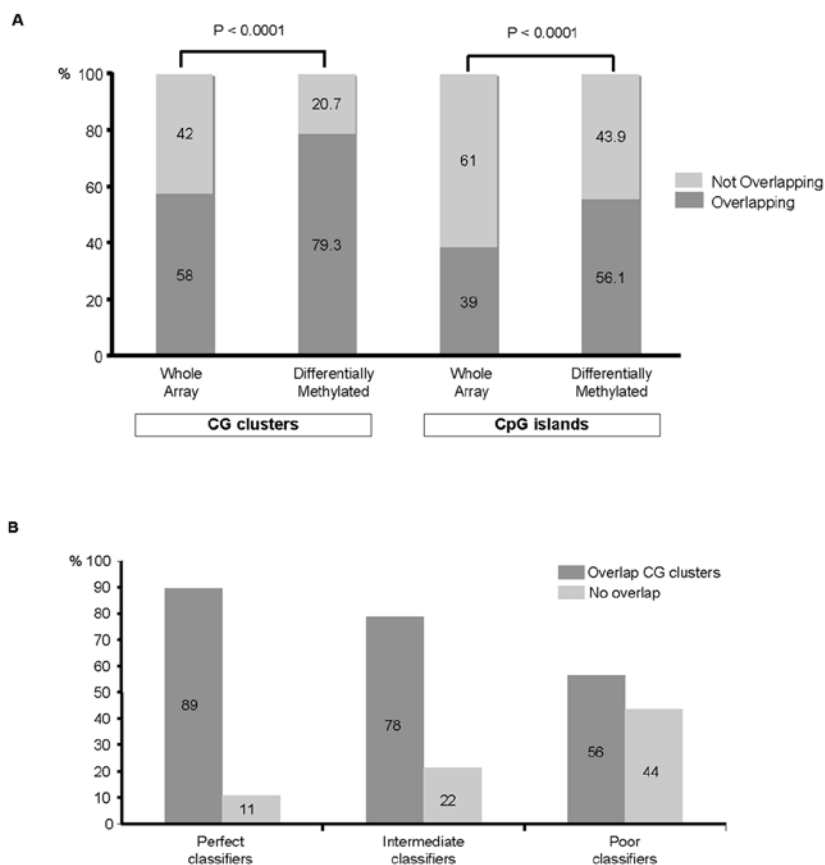 A
P < 0.0001
P < 0.0001
% 100
80
60
40
20
0
42
58
20.7
79.3
61
39
43.9
56.1
Not Overlapping
Overlapping
Whole
Array
Differentially
Methylated
Whole
Array
Differentially
Methylated
CG clusters
CpG islands
B
% 100
90
80
70
60
50
40
30
20
10
0
89
11
78
22
56
44
Overlap CG clusters
No overlap
Perfect
classifiers
Intermediate
classifiers
Poor
classifiers